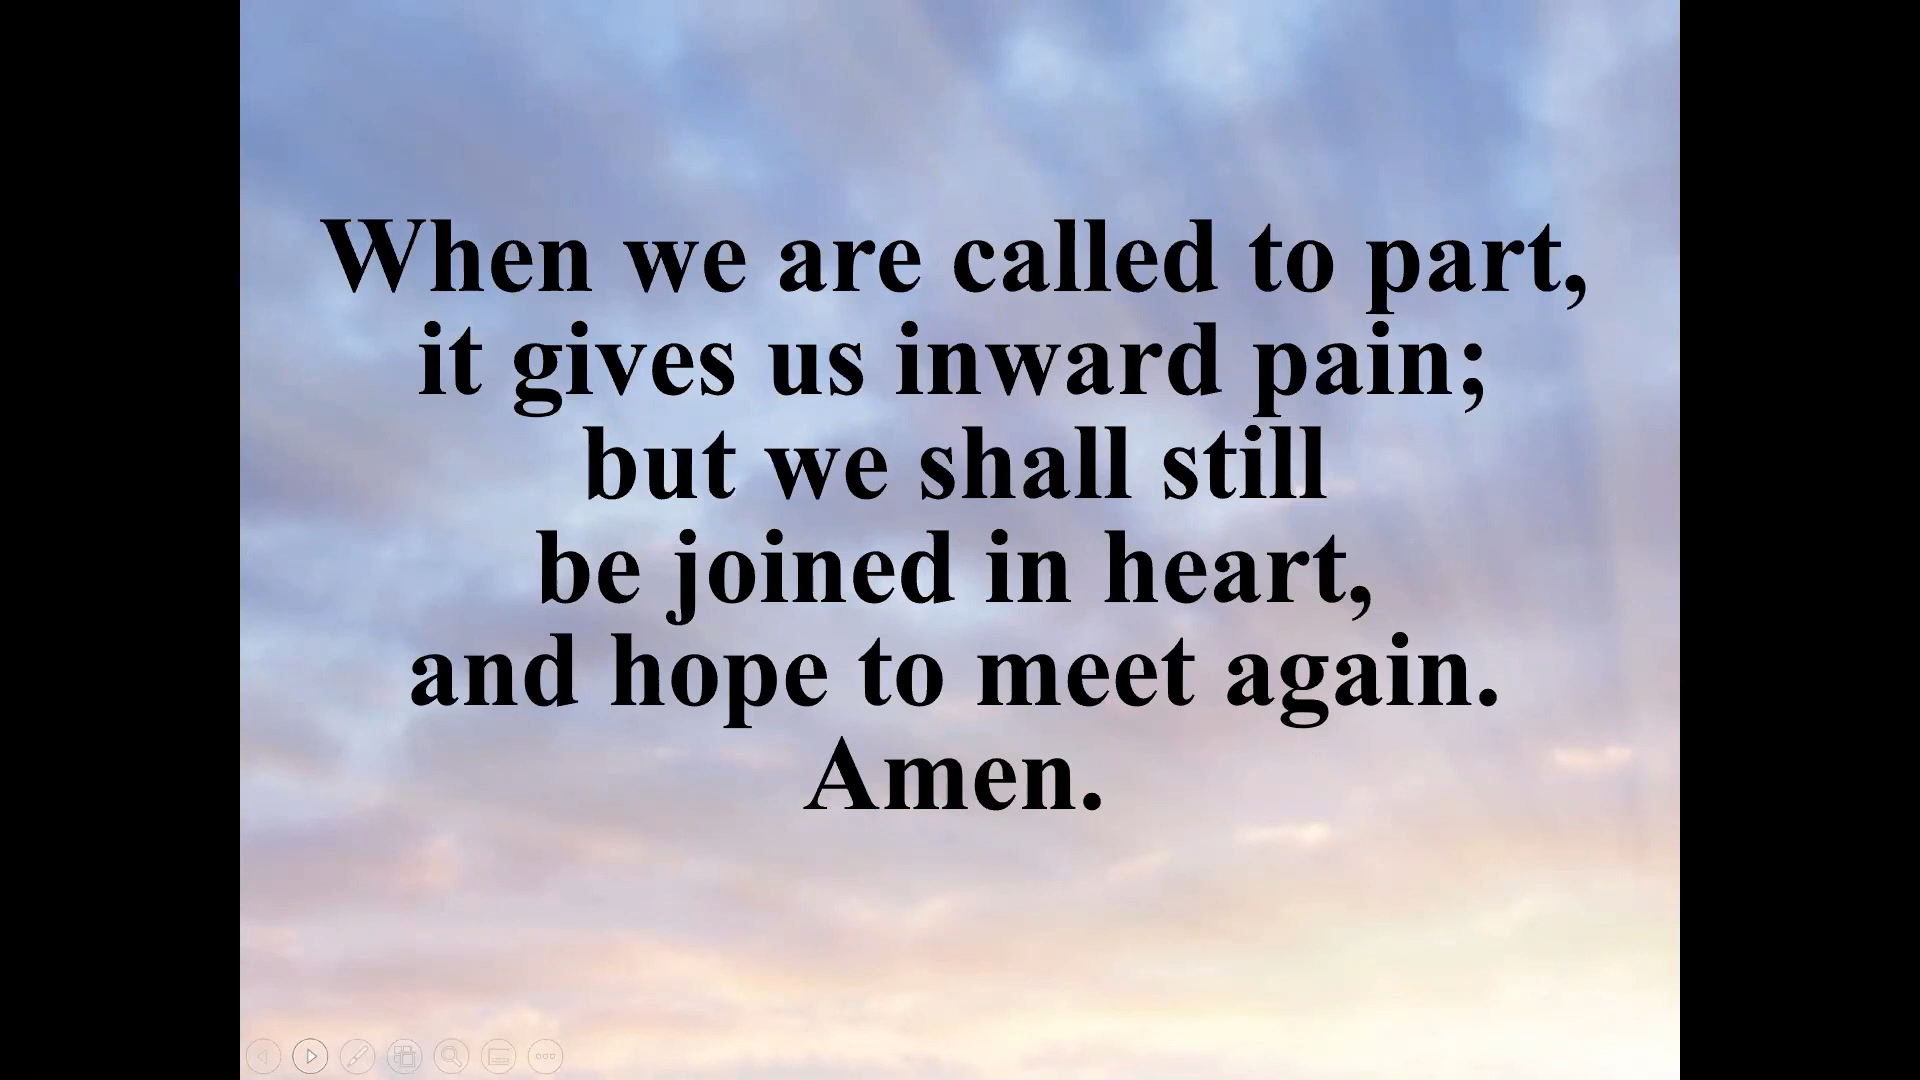 When we are called to part,
it gives us inward pain;
but we shall still
be joined in heart,
and hope to meet again.
Amen.